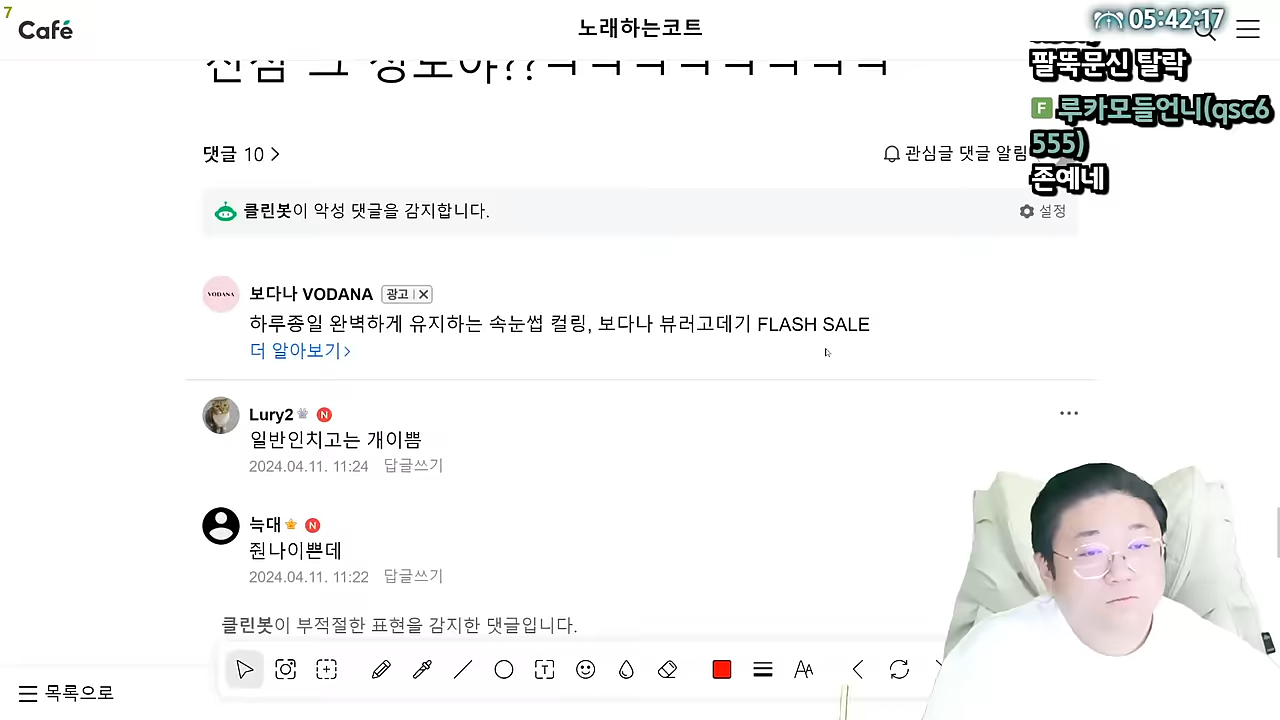 7
Café
노래하는코트
05:42:17
팔뚝문신 탈락
F 루카모들언니(qsc6
555)
존예네
댓글 10
관심글 댓글 알림
클린봇이 악성 댓글을 감지합니다.
설정
VODANA
보다나 VODANA 광고
하루종일 완벽하게 유지하는 속눈썹 컬링, 보다나 뷰러고데기 FLASH SALE
더 알아보기
Lury2 N
일반인치고는 개이쁨
2024.04.11. 11:24 답글쓰기
늑대 N
줜나이쁜데
2024.04.11. 11:22 답글쓰기
클린봇이 부적절한 표현을 감지한 댓글입니다.
목록으로